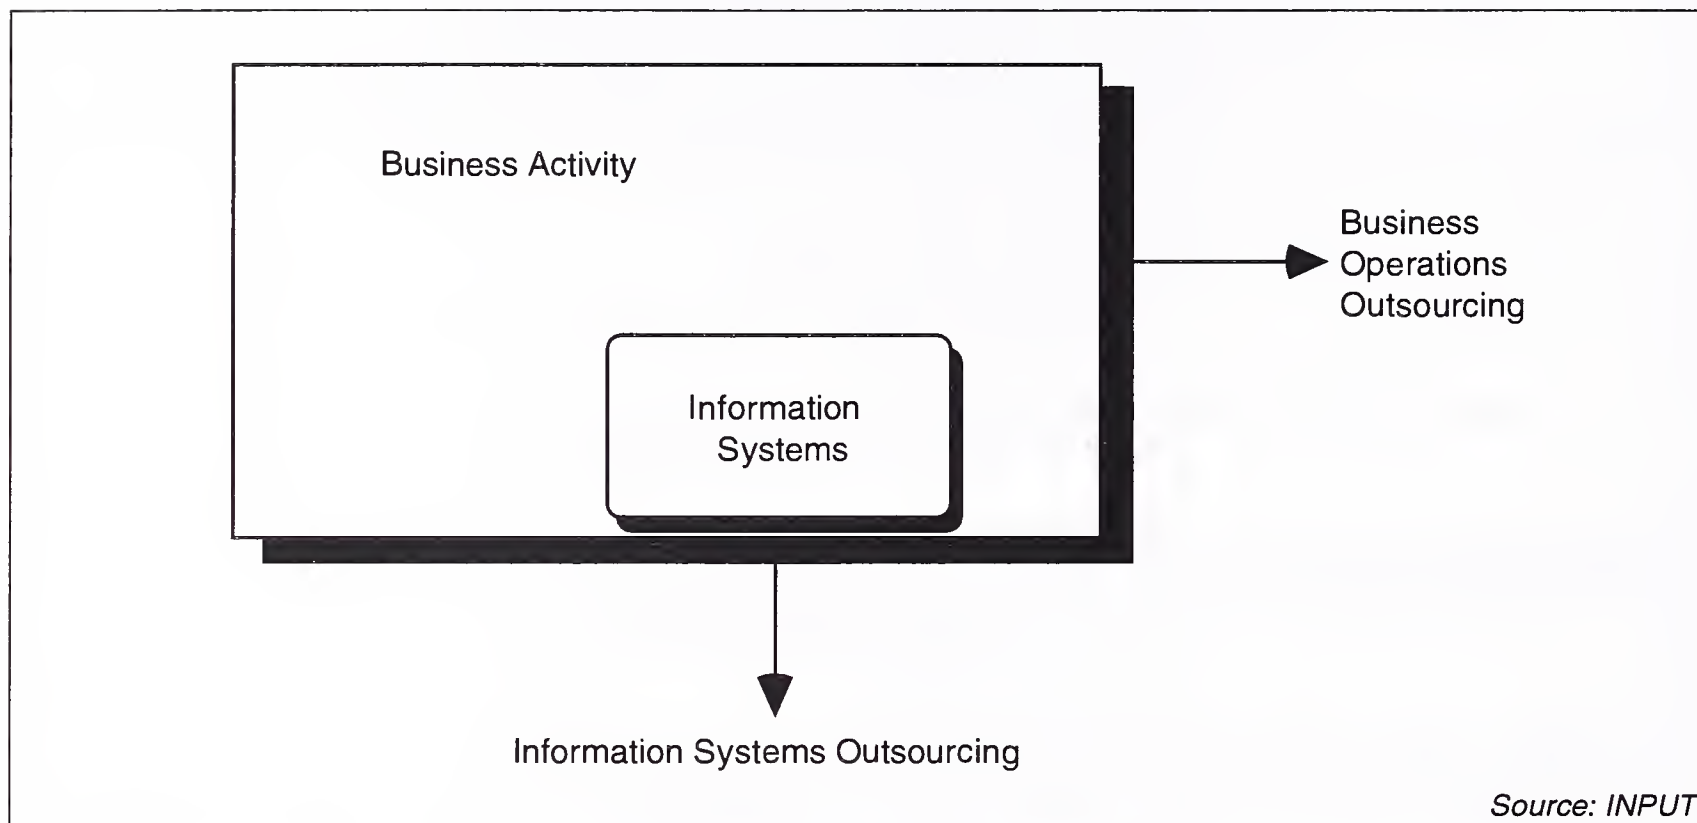 Business Activity
Business
Operations
Outsourcing
Information
Systems
Information Systems Outsourcing
Source: INPUT